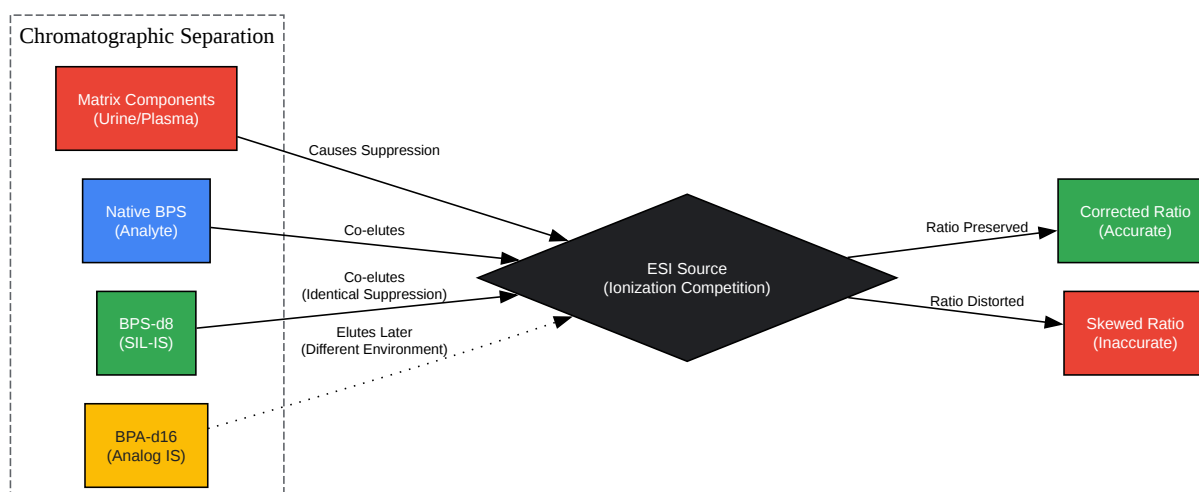 Chromatographic Separation
Matrix Components
(Urine/Plasma)
Causes Suppression
Native BPS
(Analyte)
Co-elutes
BPS-d8
(SIL-IS)
Co-elutes
(Identical Suppression)
BPA-d16
(Analog IS)
Elutes Later
(Different Environment)
ESI Source
(Ionization Competition)
Ratio Preserved
Corrected Ratio
(Accurate)
Ratio Distorted
Skewed Ratio
(Inaccurate)